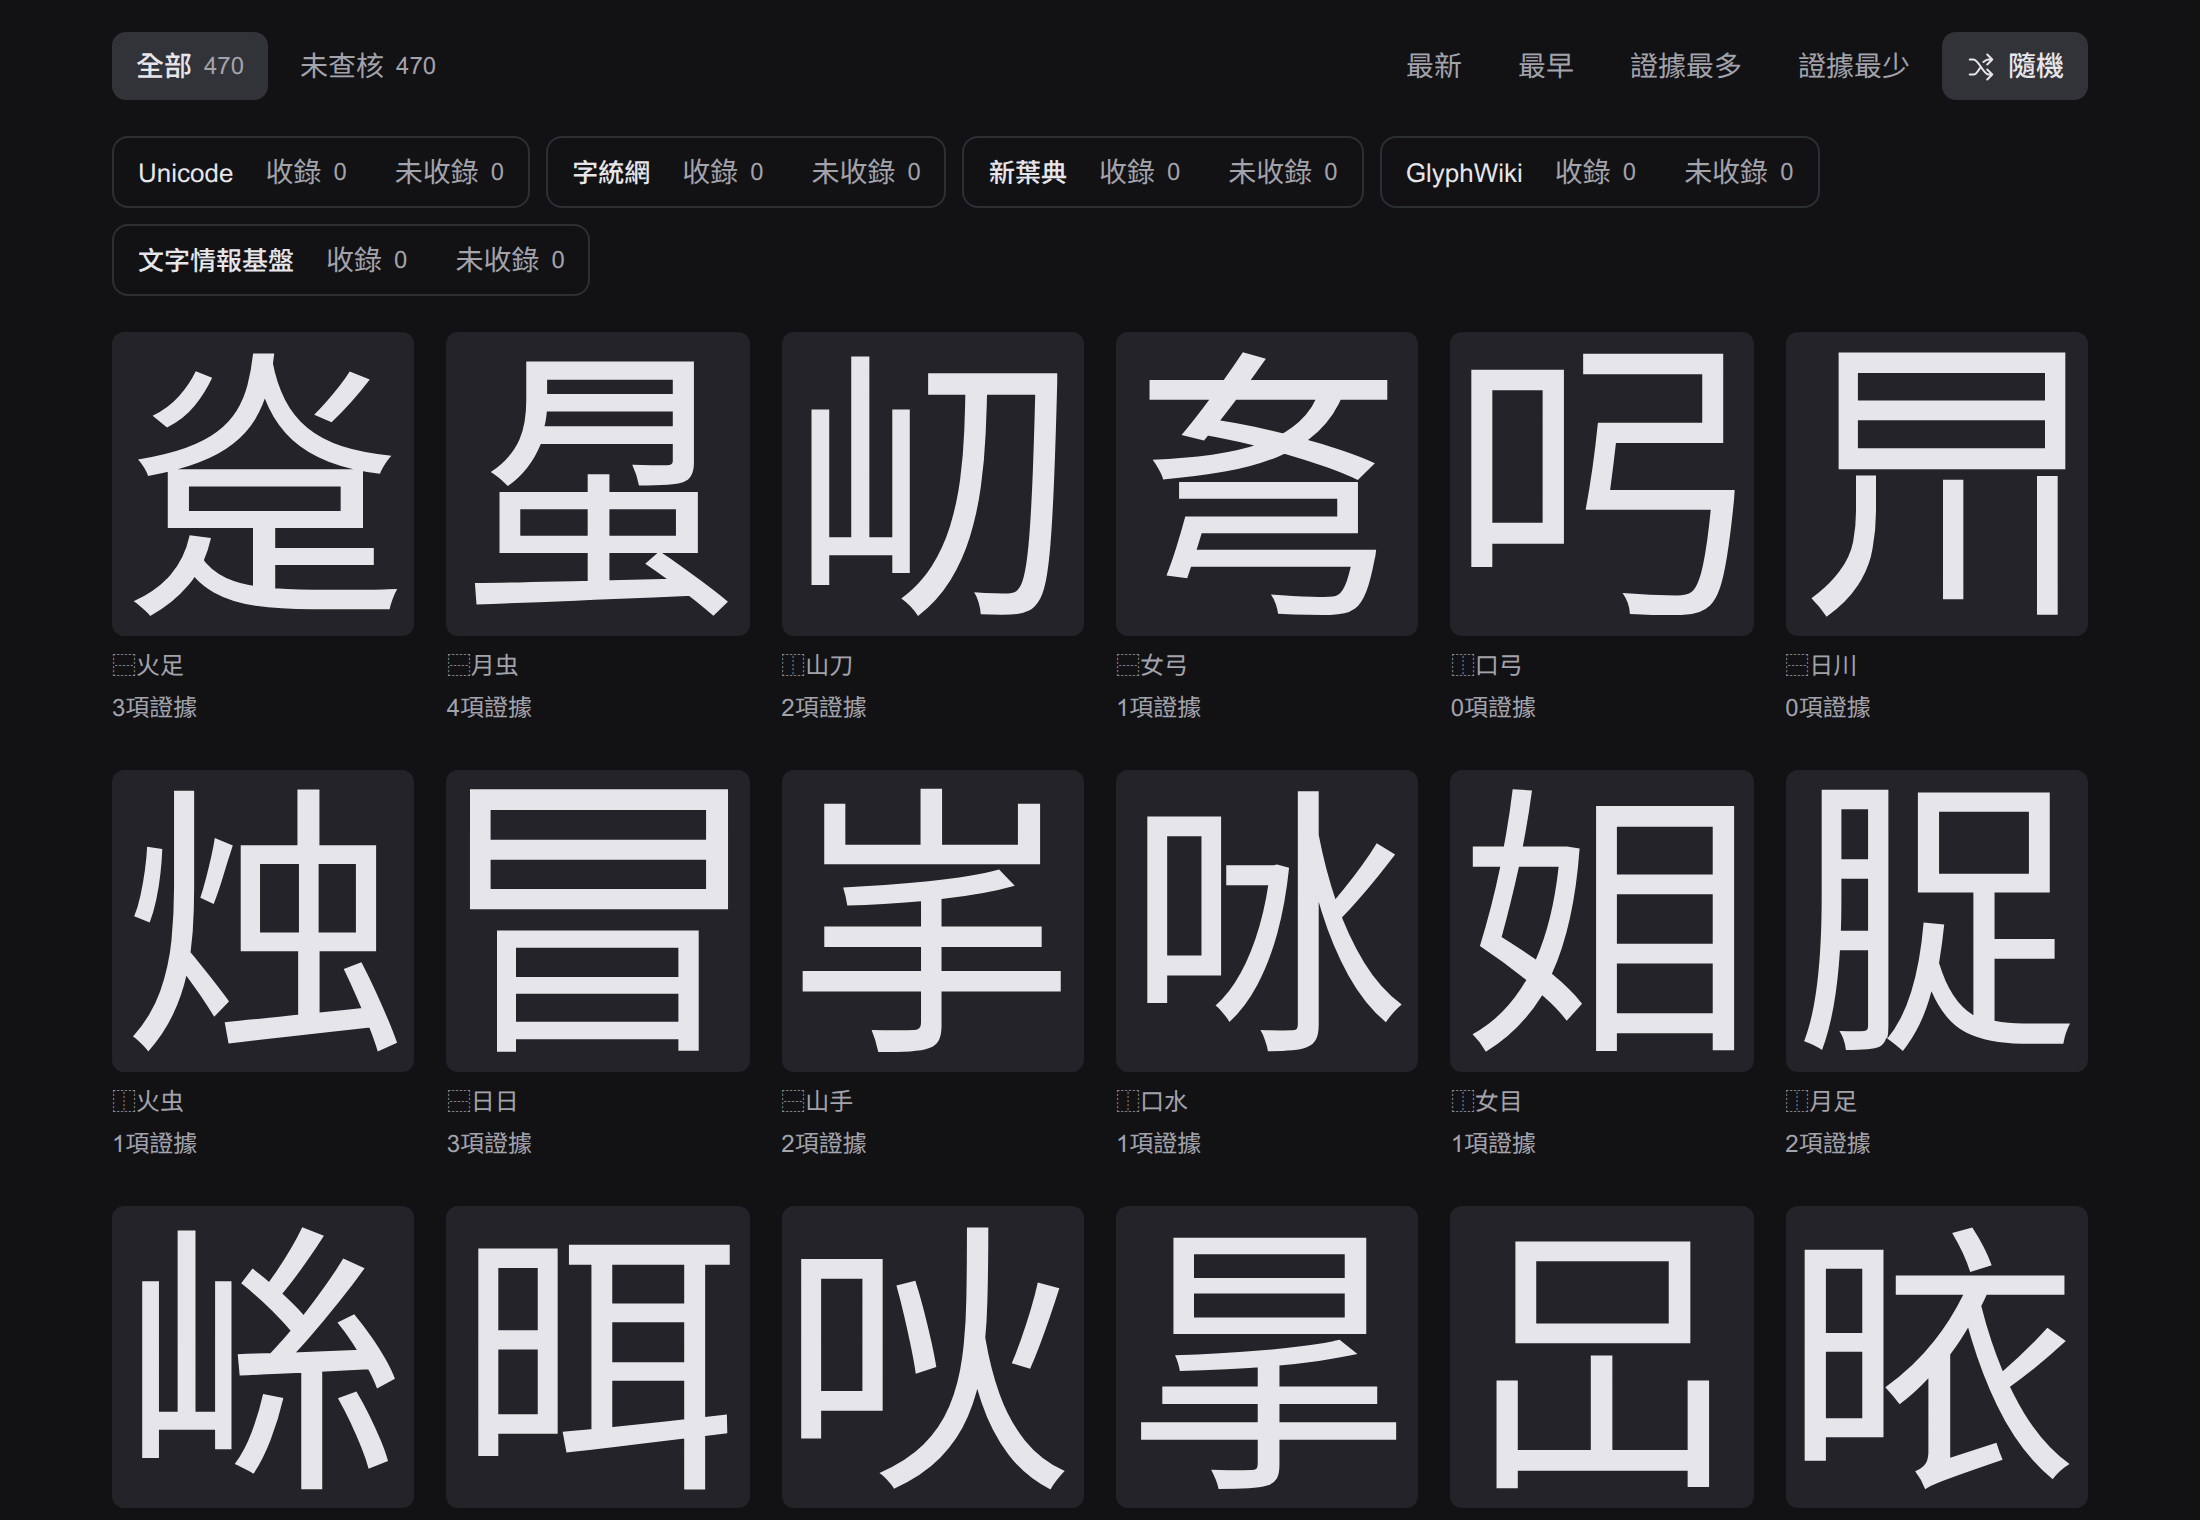 全部 470 未查核 470 最新 最早 證據最多 證據最少 隨機
Unicode 收錄 0 未收錄 0 字統網 收錄 0 未收錄 0 新葉典 收錄 0 未收錄 0 GlyphWiki 收錄 0 未收錄 0
文字情報基盤 收錄 0 未收錄 0
⿱火足 ⿱月虫 ⿰山刀 ⿱女弓 ⿰口弓 ⿱日川
3項證據 4項證據 2項證據 1項證據 0項證據 0項證據
⿰火虫 ⿱日日 ⿱山手 ⿰口水 ⿰女目 ⿰月足
1項證據 3項證據 2項證據 1項證據 1項證據 2項證據